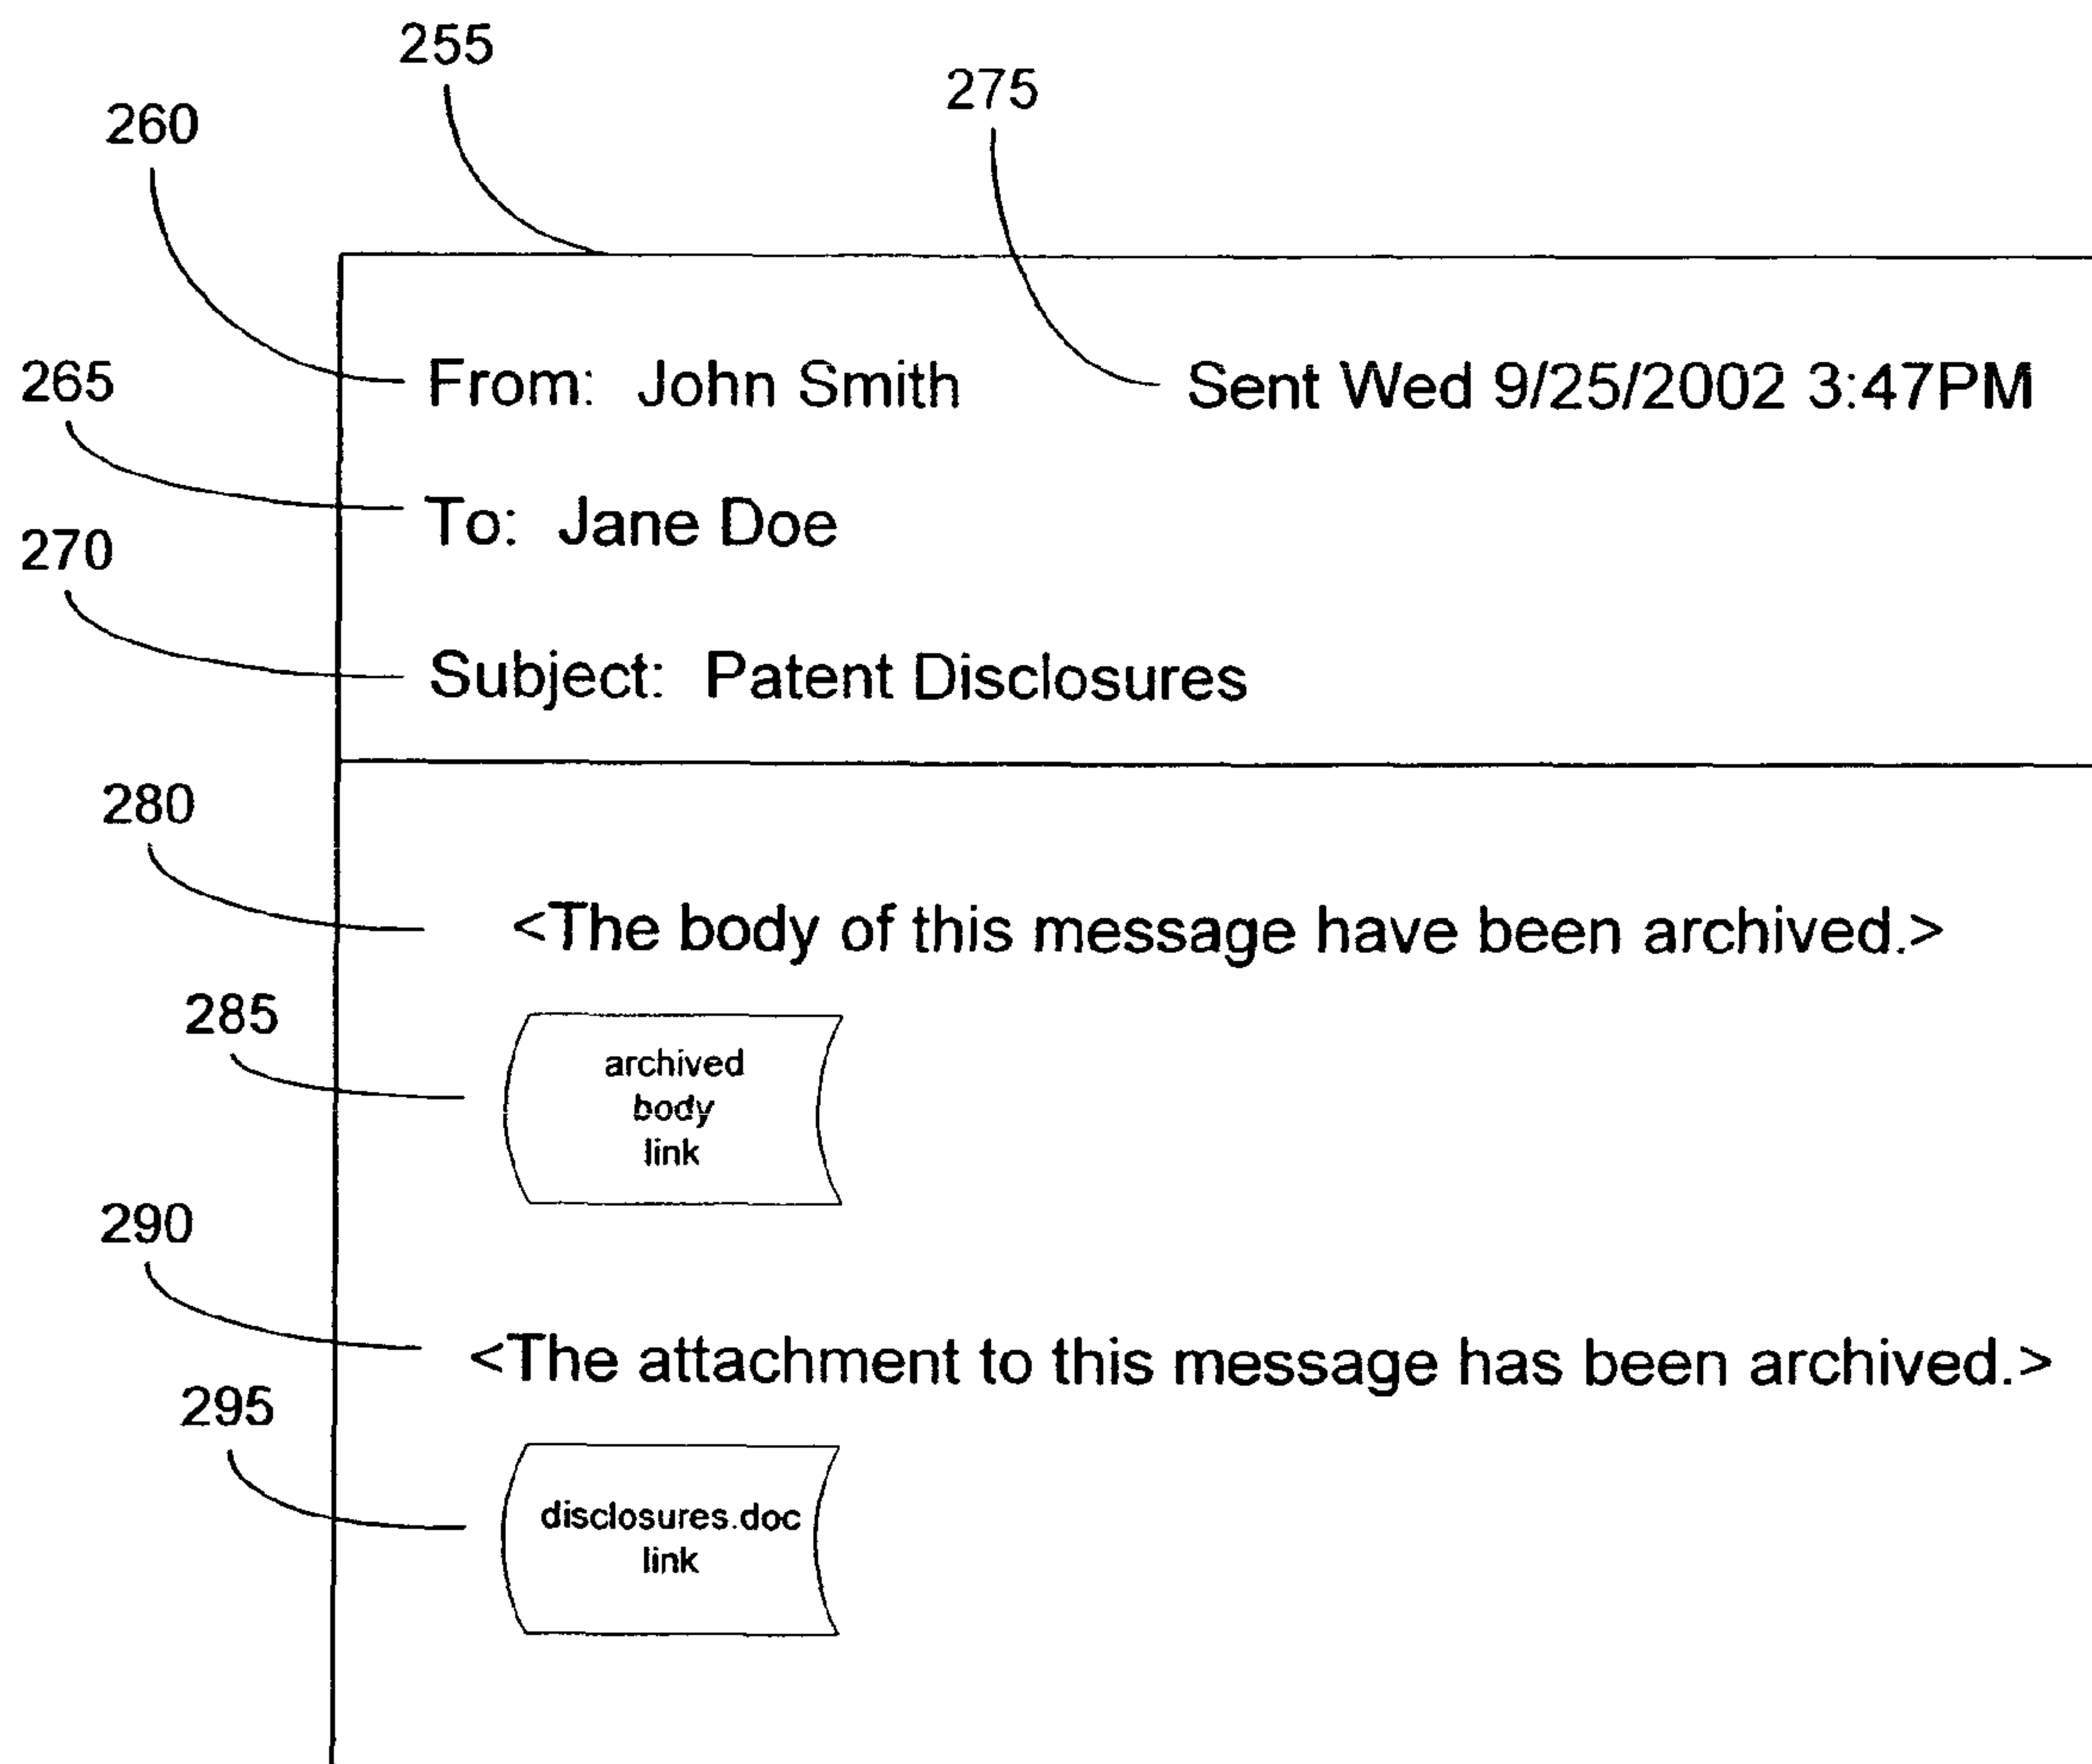 255
275
260
265
From: John Smith
Sent Wed 9/25/2002 3:47PM
To: Jane Doe
270
Subject: Patent Disclosures
280
<The body of this message have been archived.>
285
archived
body
link
290
<The attachment to this message has been archived.>
295
disclosures.doc
link